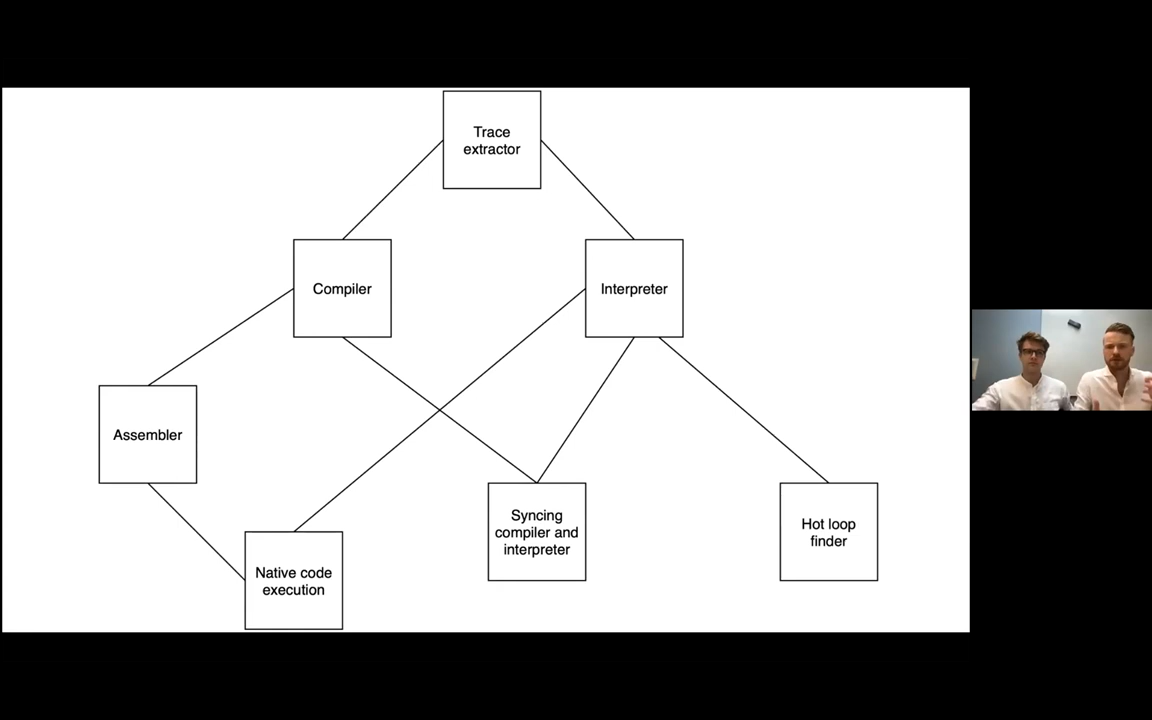 Trace
extractor
Compiler
Interpreter
Assembler
Syncing
compiler and
interpreter
Hot loop
finder
Native code
execution